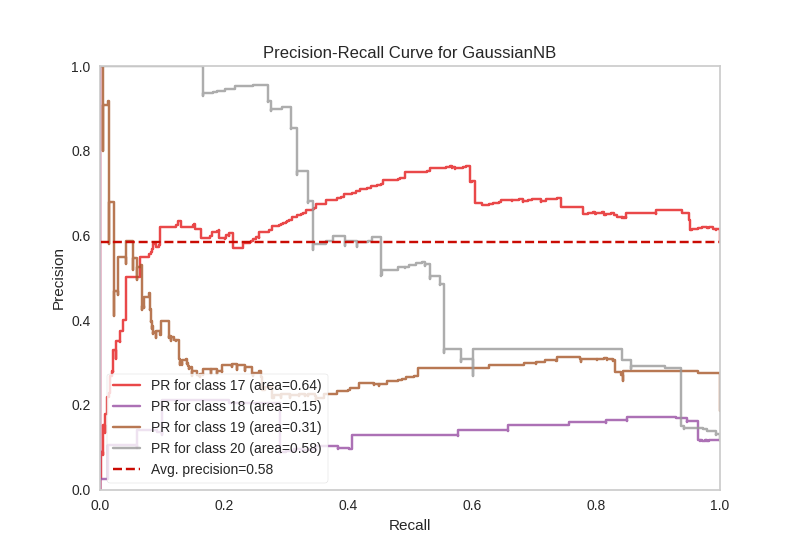 Precision-Recall Curve for GaussianNB
1.0
0.8
0.6
0.4
0.2
0.0
Precision
PR for class 17 (area=0.64)
PR for class 18 (area=0.15)
PR for class 19 (area=0.31)
PR for class 20 (area=0.58)
Avg. precision=0.58
0.0 0.2 0.4 0.6 0.8 1.0
Recall